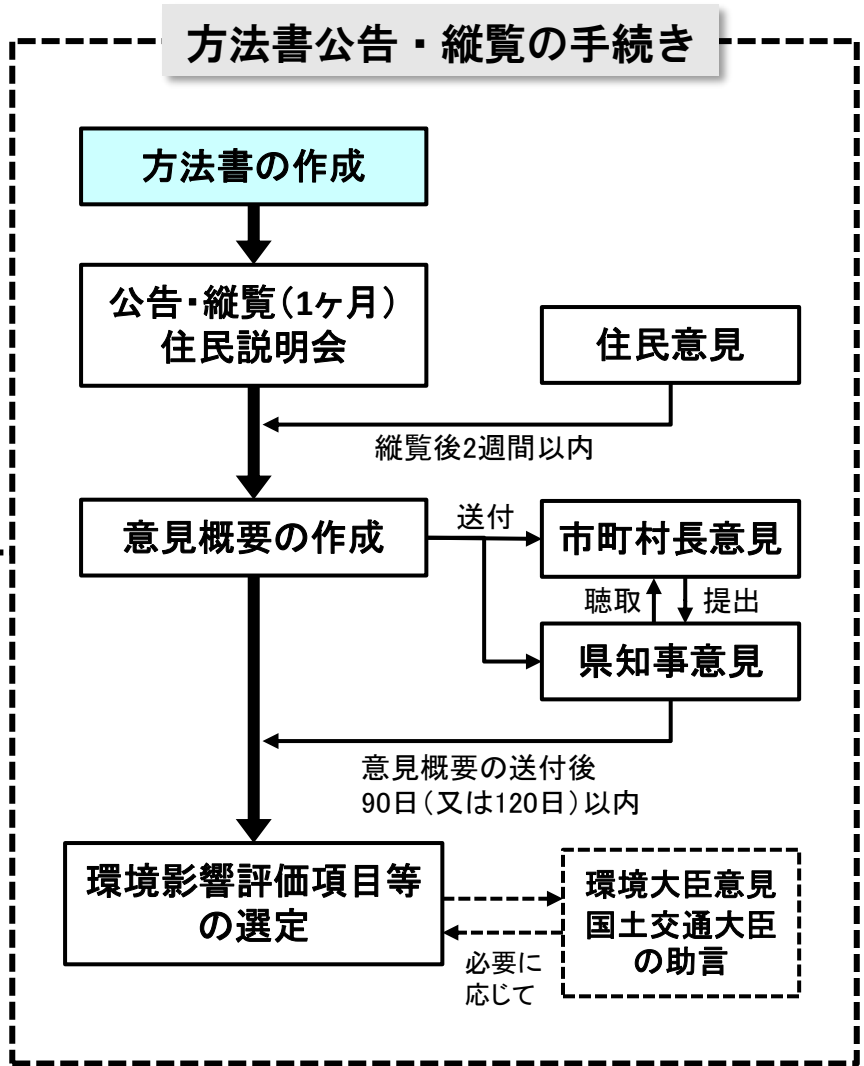 方法書公告・縦覧の手続き
方法書の作成
公告・縦覧(1ヶ月)
住民説明会
住民意見
縦覧後2週間以内
意見概要の作成
送付
市町村長意見
聴取
提出
県知事意見
意見概要の送付後
90日(又は120日)以内
環境影響評価項目等
の選定
環境大臣意見
国土交通大臣
の助言
必要に
応じて